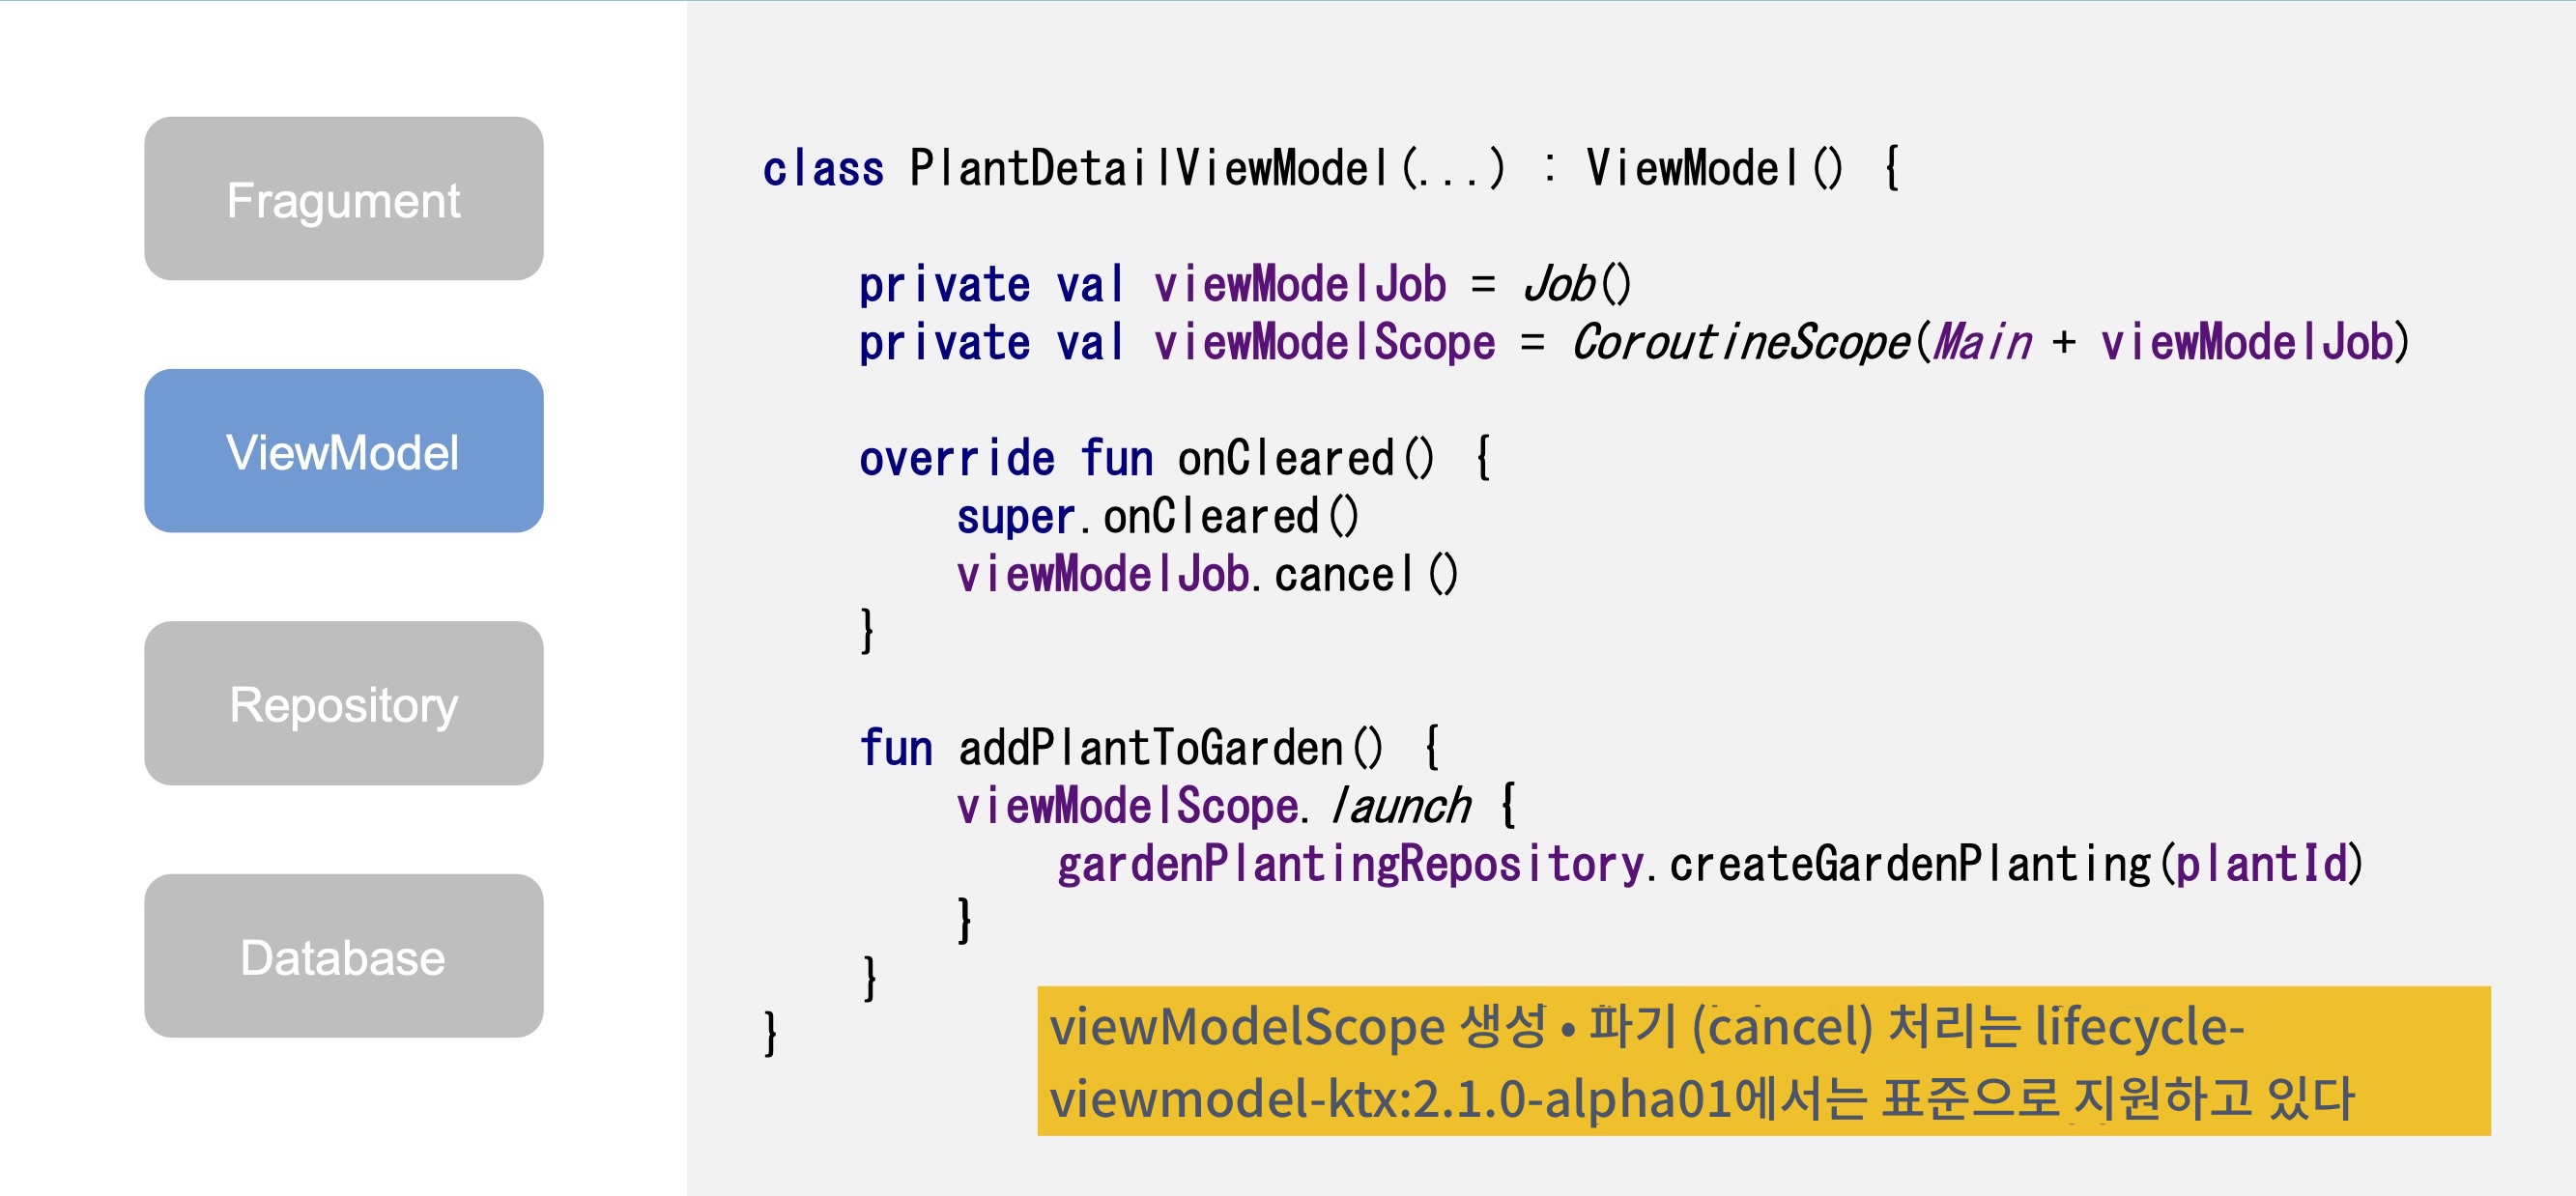 Fragument
ViewModel
Repository
Database
class PlantDetailViewModel(...) : ViewModel() {
private val viewModelJob = Job()
private val viewModelScope = CoroutineScope(Main + viewModelJob)
override fun onCleared() {
super.onCleared()
viewModelJob.cancel()
}
fun addPlantToGarden() {
viewModelScope.launch {
gardenPlantingRepository.createGardenPlanting(plantId)
}
}
}
viewModelScope 생성 • 파기 (cancel) 처리는 lifecycle-
viewmodel-ktx:2.1.0-alpha01에서는 표준으로 지원하고 있다